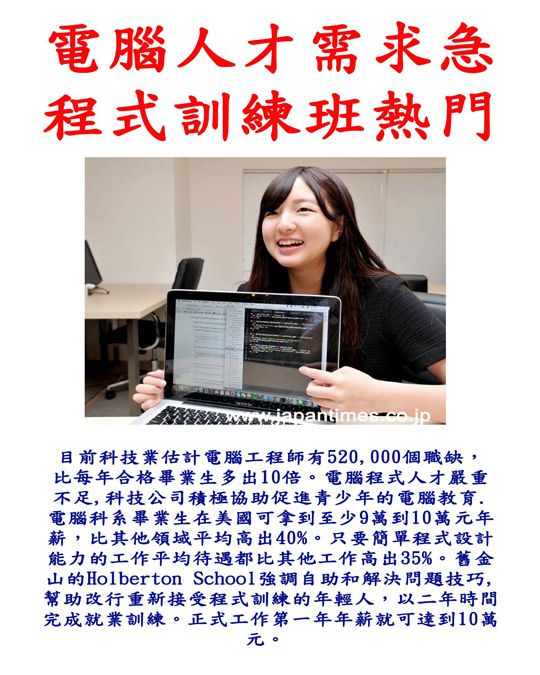 電腦人才需求急
程式訓練班熱門
www.japantimes.co.jp
目前科技業估計電腦工程師有520,000個職缺，
比每年合格畢業生多出10倍。電腦程式人才嚴重
不足,科技公司積極協助促進青少年的電腦教育.
電腦科系畢業生在美國可拿到至少9萬到10萬元年
薪，比其他領域平均高出40%。只要簡單程式設計
能力的工作平均待遇都比其他工作高出35%。舊金
山的Holberton School強調自助和解決問題技巧,
幫助改行重新接受程式訓練的年輕人，以二年時間
完成就業訓練。正式工作第一年年薪就可達到10萬
元。